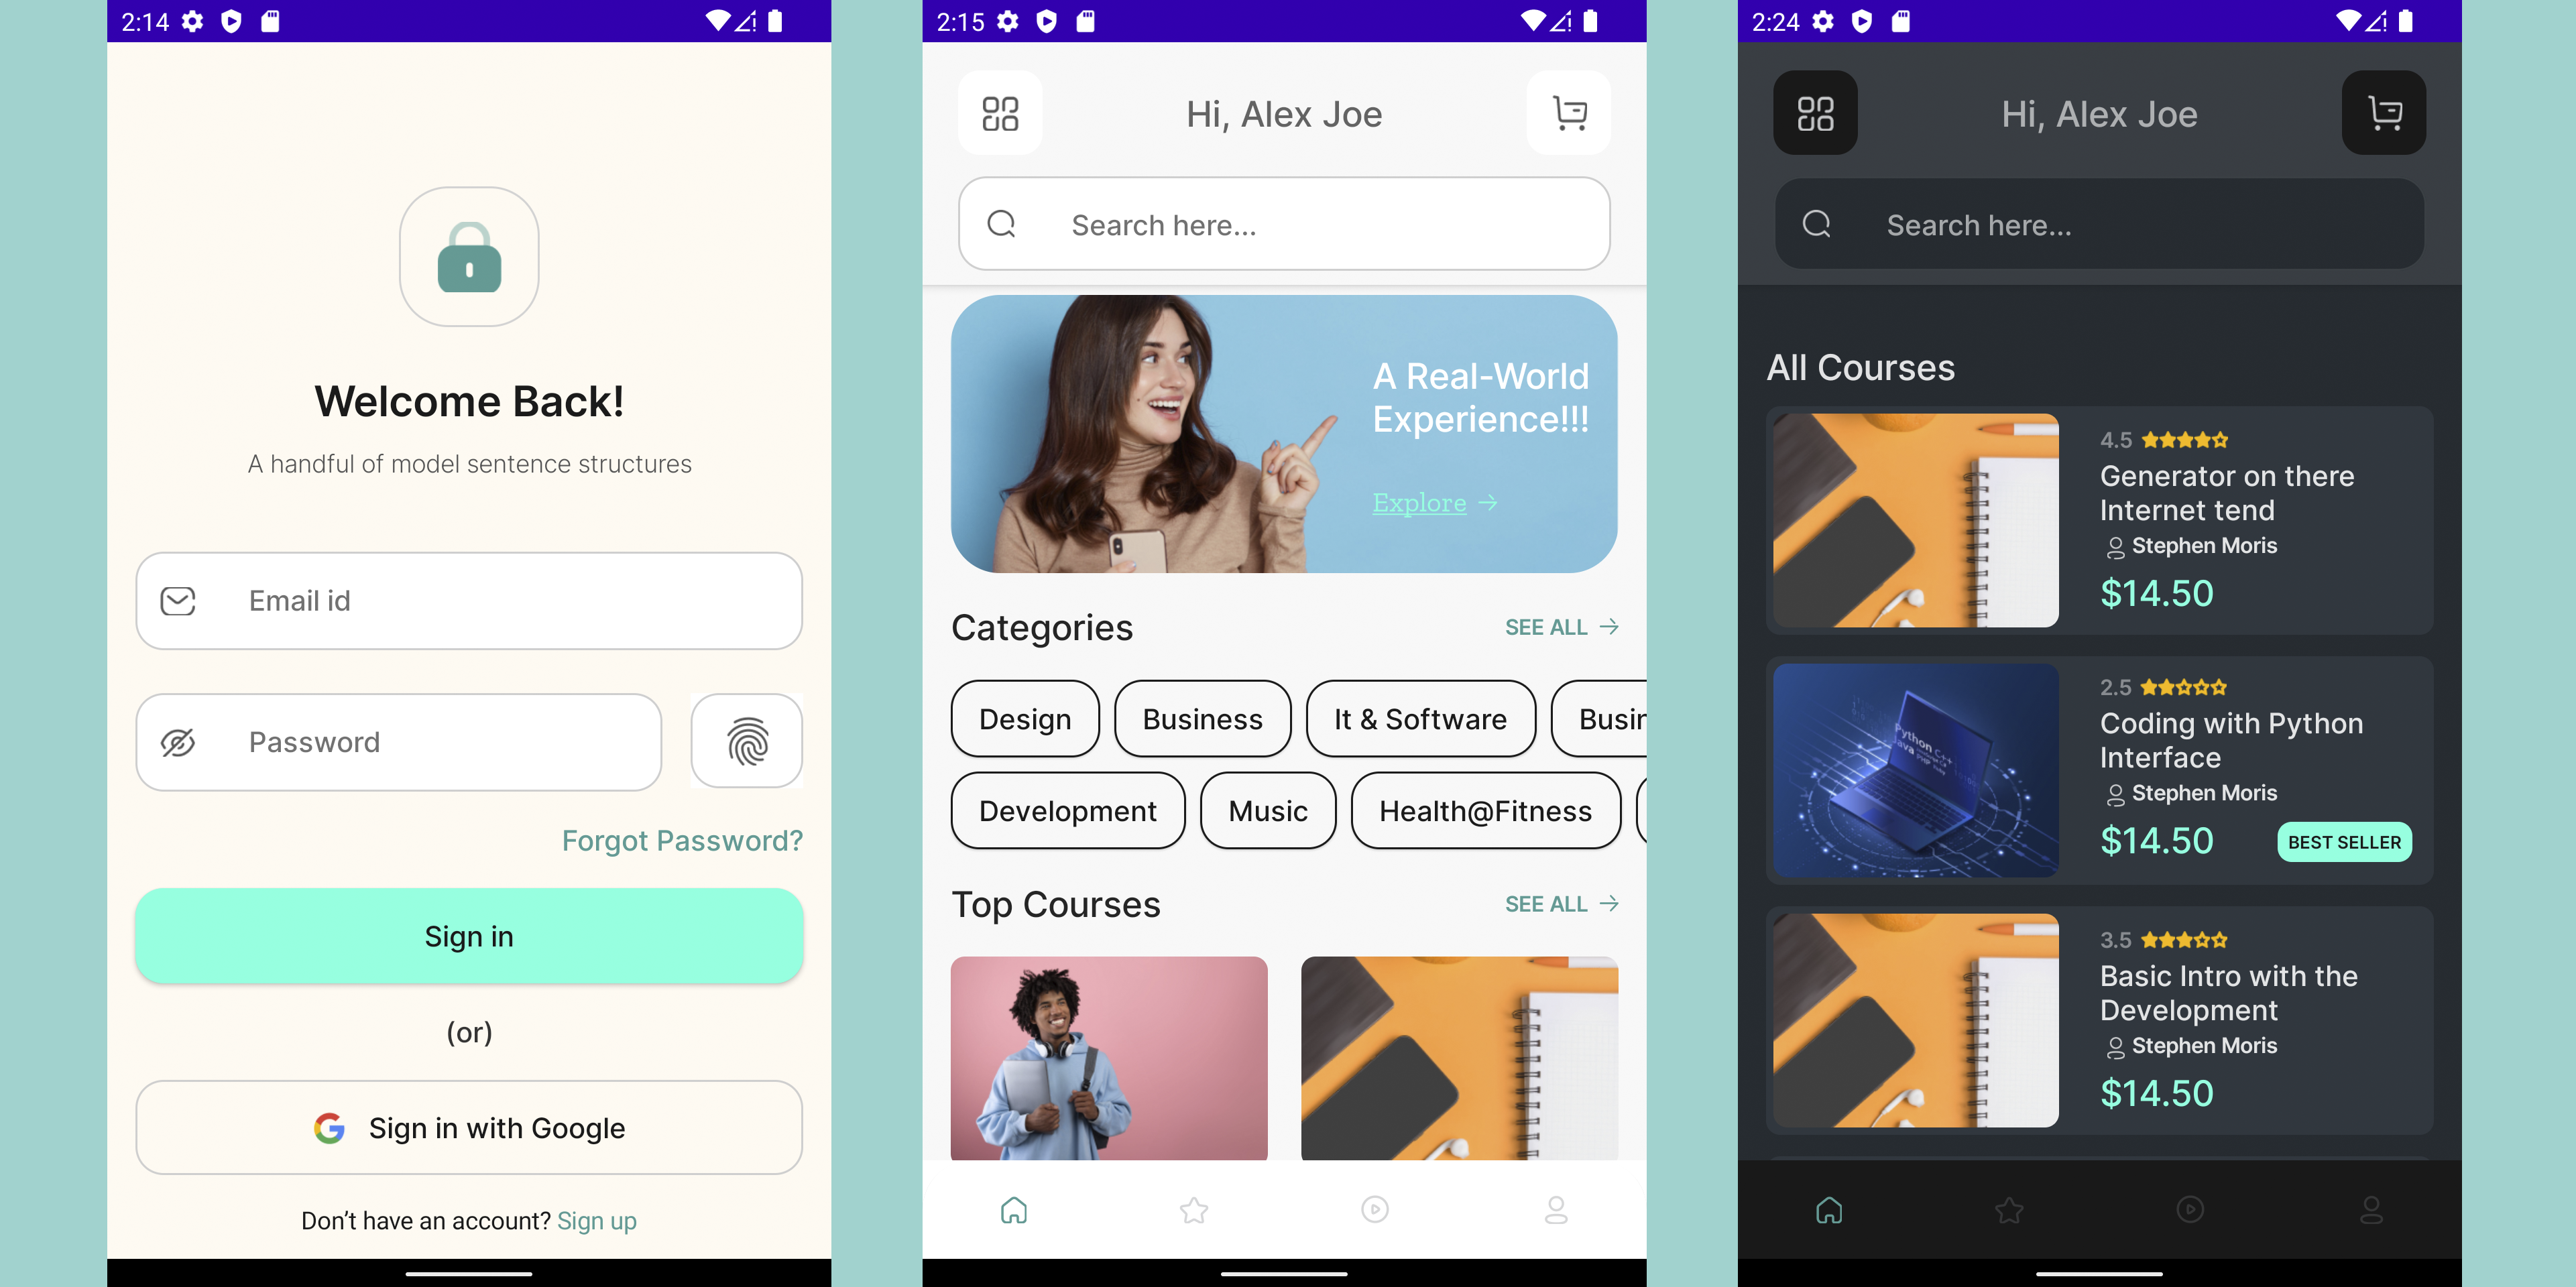 2:14
Welcome Back!
A handful of model sentence structures
Email id
Password
Forgot Password?
Sign in
(or)
Sign in with Google
Don't have an account? Sign up
2:15
Hi, Alex Joe
Search here...
A Real-World
Experience!!!
Explore
Categories
SEE ALL
Design
Business
It & Software
Busin
Development
Music
Health@Fitness
Top Courses
SEE ALL
2:24
Hi, Alex Joe
Search here...
All Courses
4.5
Generator on there
Internet tend
Stephen Moris
$14.50
2.5
Coding with Python
Interface
Stephen Moris
$14.50
BEST SELLER
Python C++
Java
PHP
3.5
Basic Intro with the
Development
Stephen Moris
$14.50